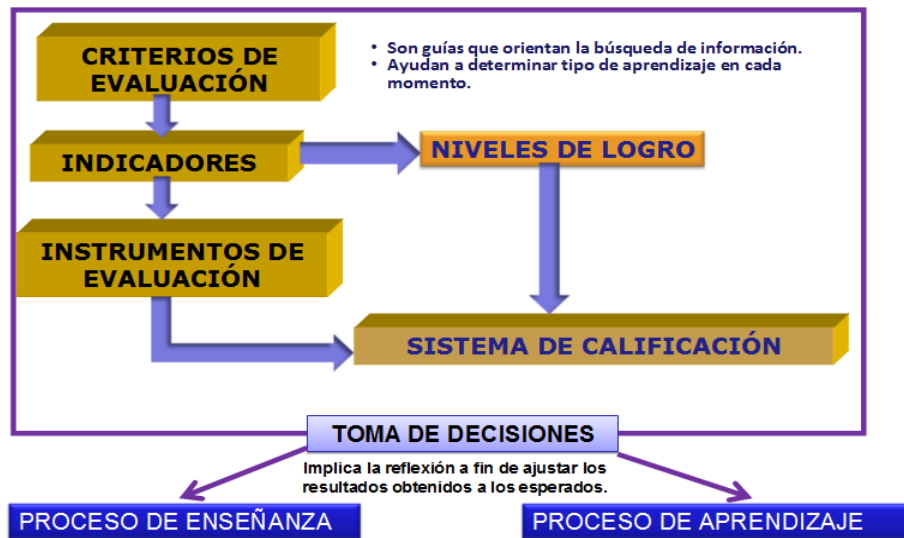 CRITERIOS DE
EVALUACIÓN
• Son guías que orientan la búsqueda de información.
• Ayudan a determinar tipo de aprendizaje en cada
momento.
INDICADORES
NIVELES DE LOGRO
INSTRUMENTOS DE
EVALUACIÓN
SISTEMA DE CALIFICACIÓN
TOMA DE DECISIONES
Implica la reflexión a fin de ajustar los
resultados obtenidos a los esperados.
PROCESO DE ENSEÑANZA
PROCESO DE APRENDIZAJE